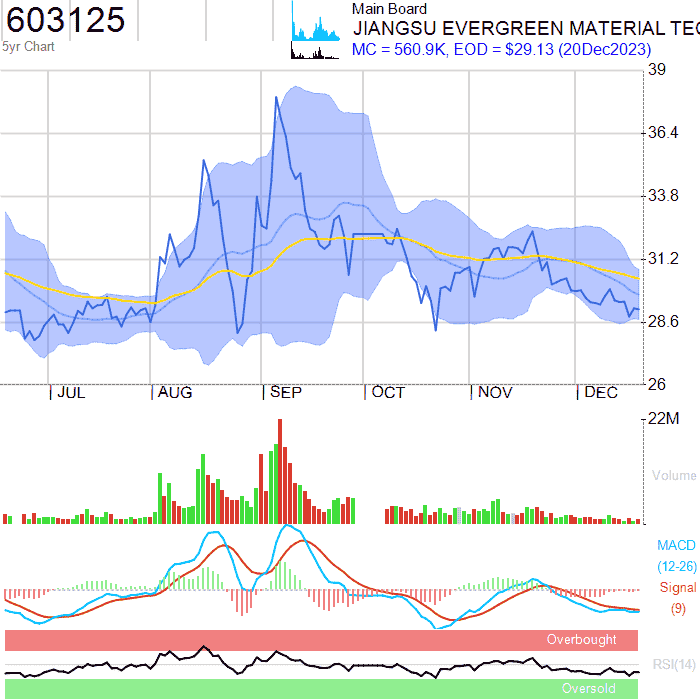 603125
5yr Chart
Main Board
JIANGSU EVERGREEN MATERIAL TEC
MC = 560.9K, EOD = $29.13 (20Dec2023)
39
36.4
33.8
31.2
28.6
26
JUL
AUG
SEP
OCT
NOV
DEC
22M
Volume
MACD
(12-26)
Signal
(9)
Overbought
RSI(14)
Oversold